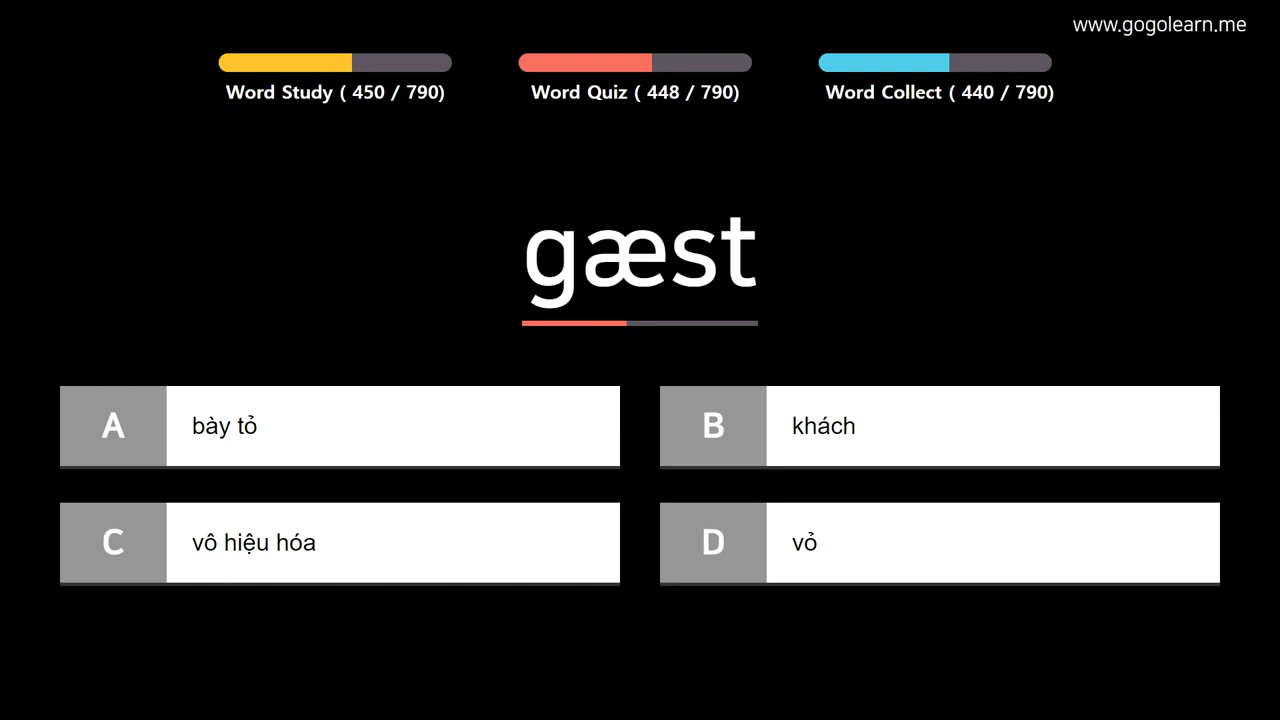 www.gogolearn.me
Word Study ( 450 / 790)
Word Quiz ( 448 / 790)
Word Collect ( 440 / 790)
gæst
A
bày tỏ
B
khách
C
vô hiệu hóa
D
vỏ